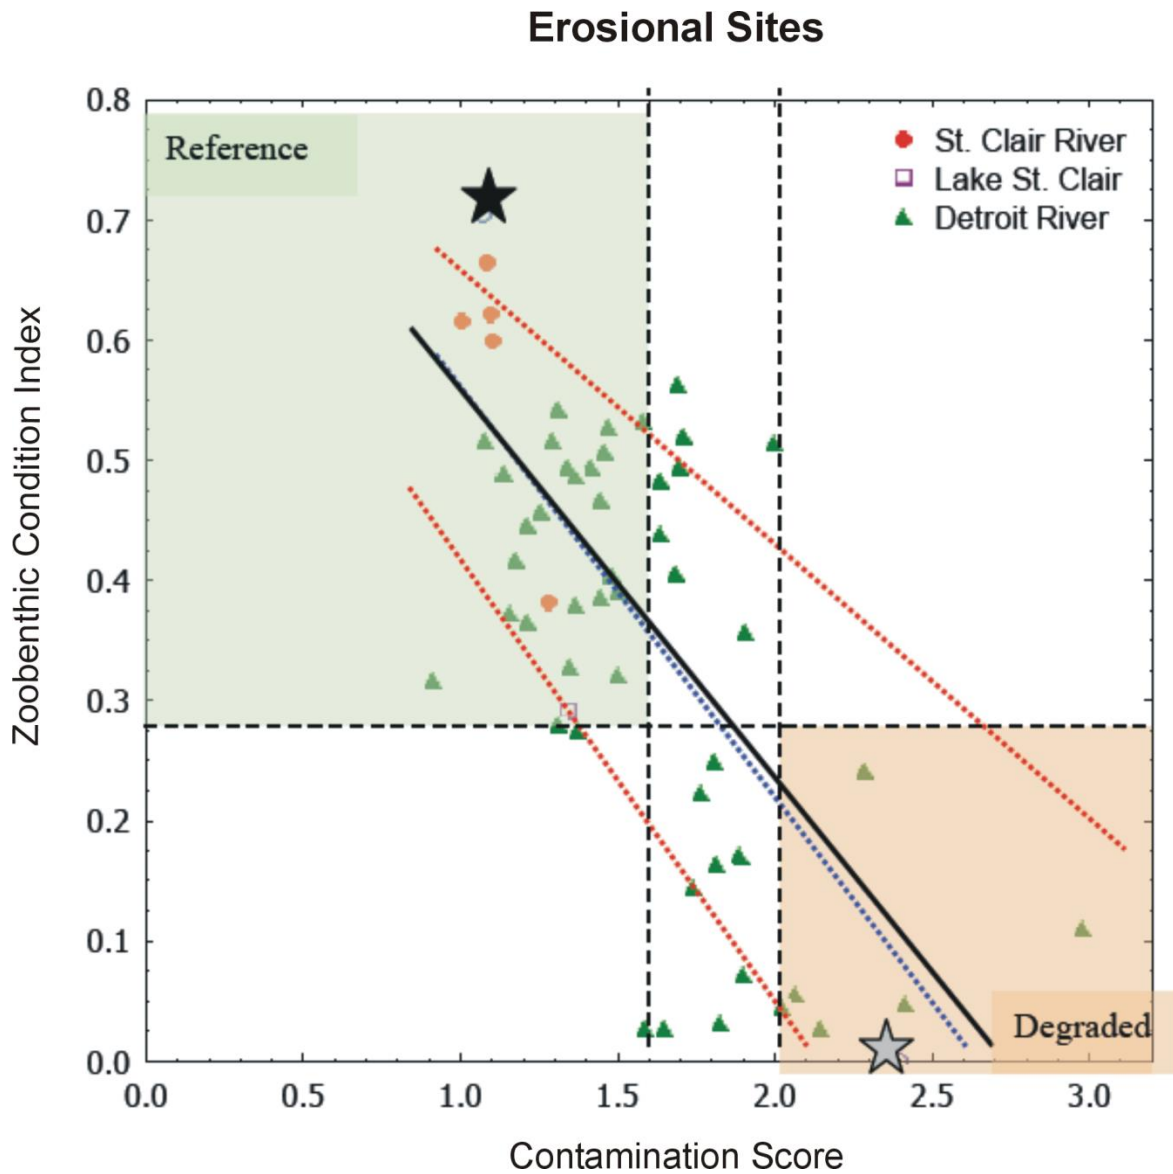 Erosional Sites
Zoobenthic Condition Index
0.8
0.7
0.6
0.5
0.4
0.3
0.2
0.1
0.0
Reference
St. Clair River
Lake St. Clair
Detroit River
Degraded
0.0 0.5 1.0 1.5 2.0 2.5 3.0
Contamination Score